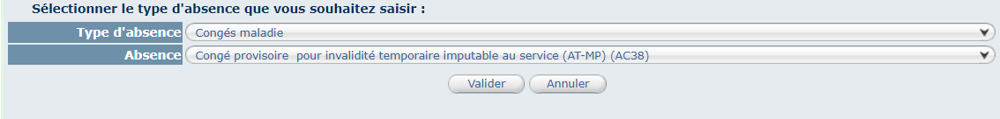 Sélectionner le type d'absence que vous souhaitez saisir :
Type d'absence Congés maladie
Absence Congé provisoire  pour invalidité temporaire imputable au service (AT-MP) (AC38)
Valider Annuler